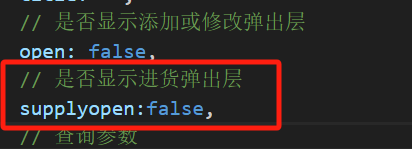 // 是否显示添加或修改弹出层
open: false,
// 是否显示进货弹出层
supplyopen:false,
// 查询参数